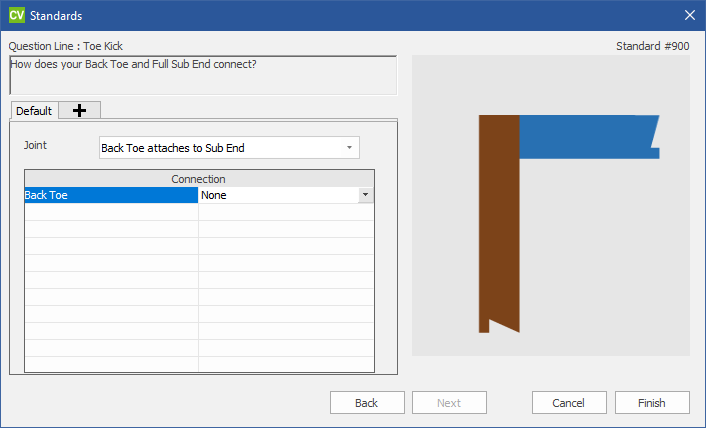 CV Standards
Question Line : Toe Kick
Standard #900
How does your Back Toe and Full Sub End connect?
Default
Joint
Back Toe attaches to Sub End
Connection
Back Toe
None
Back
Next
Cancel
Finish